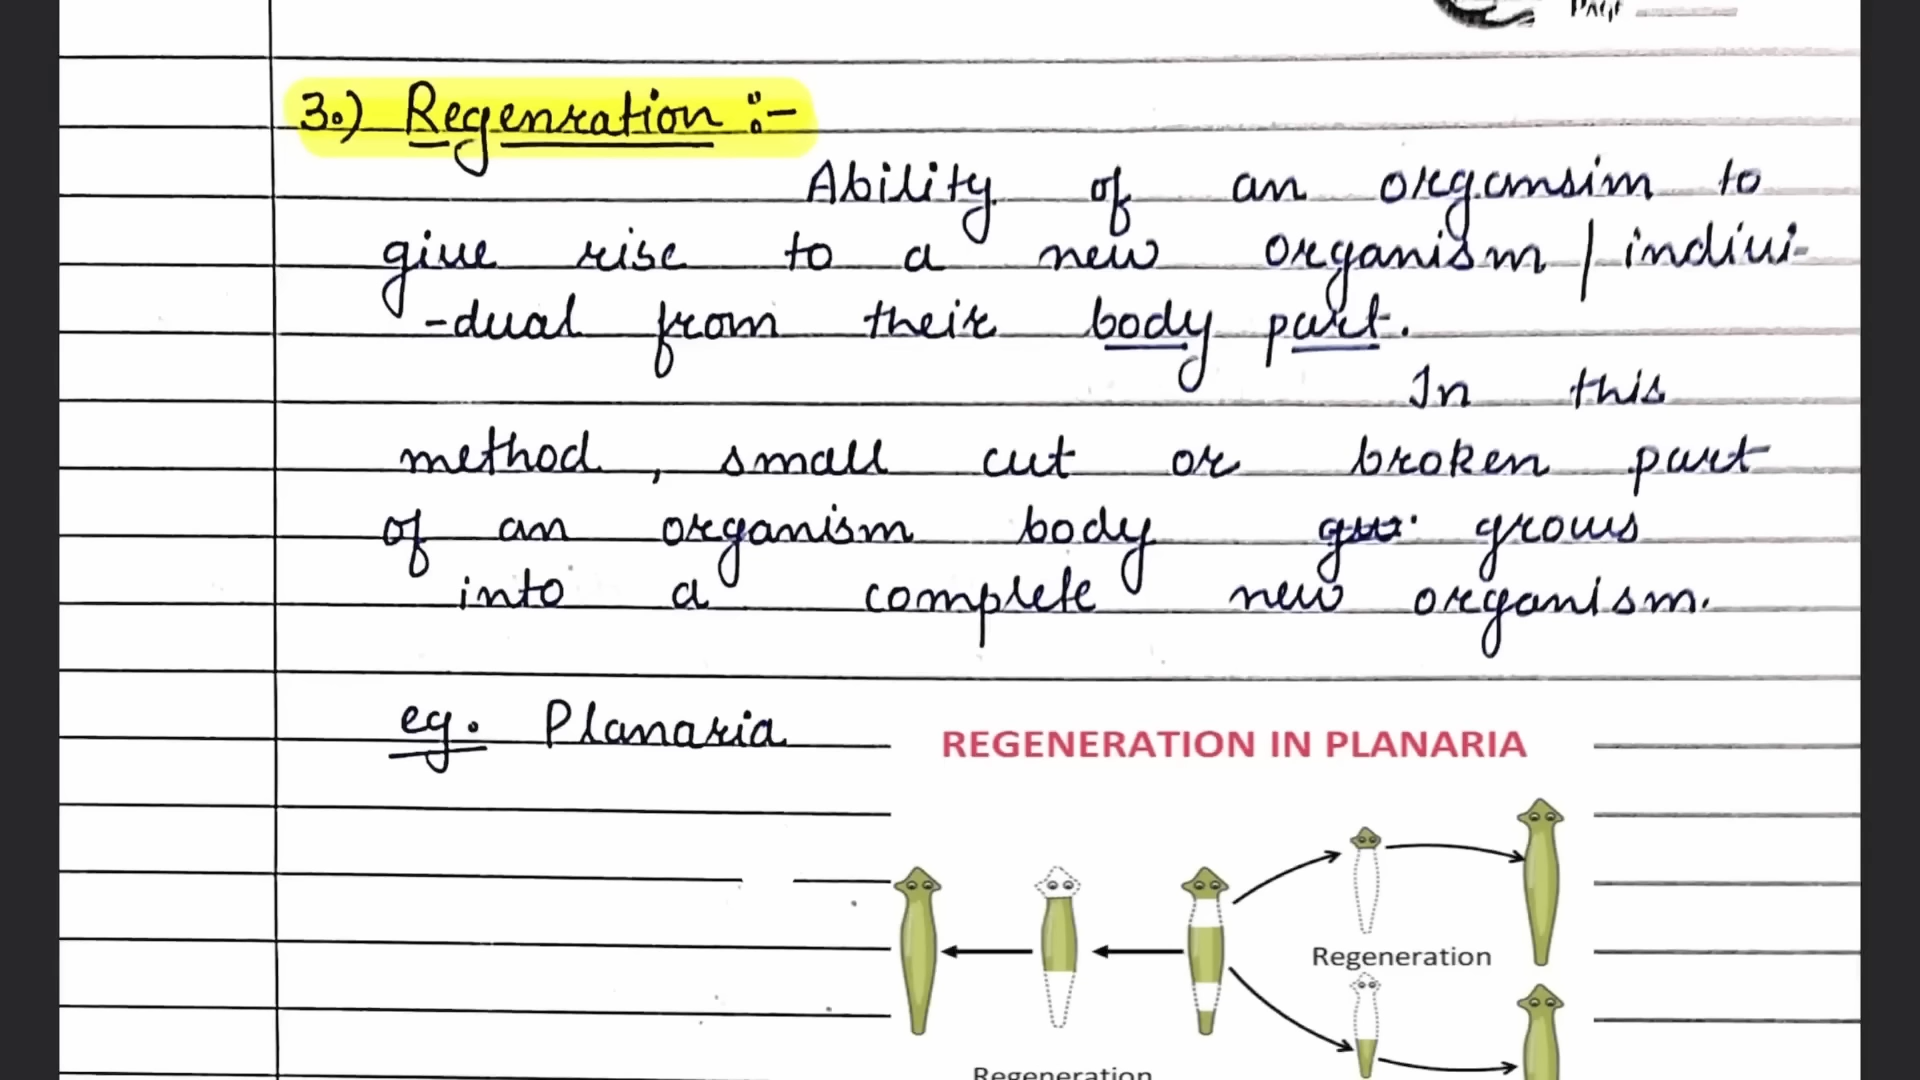 PAGE
3.) Regenration :-
Ability of an organsim to
give rise to a new organism / indivi-
-dual from their body part.
In this
method, small cut or broken part
of an organism body grows
into a complete new organism.
eg. Planaria
REGENERATION IN PLANARIA
Regeneration
Regeneration